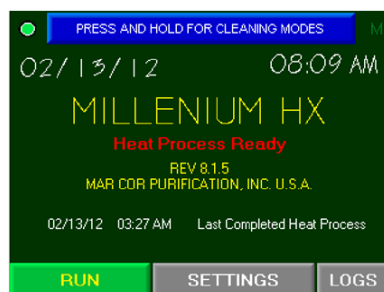 PRESS AND HOLD FOR CLEANING MODES
M
02/13/12 08:09 AM
MILLENIUM HX
Heat Process Ready
REV 8.1.5
MAR COR PURIFICATION, INC. U.S.A.
02/13/12 03:27 AM Last Completed Heat Process
RUN SETTINGS LOGS